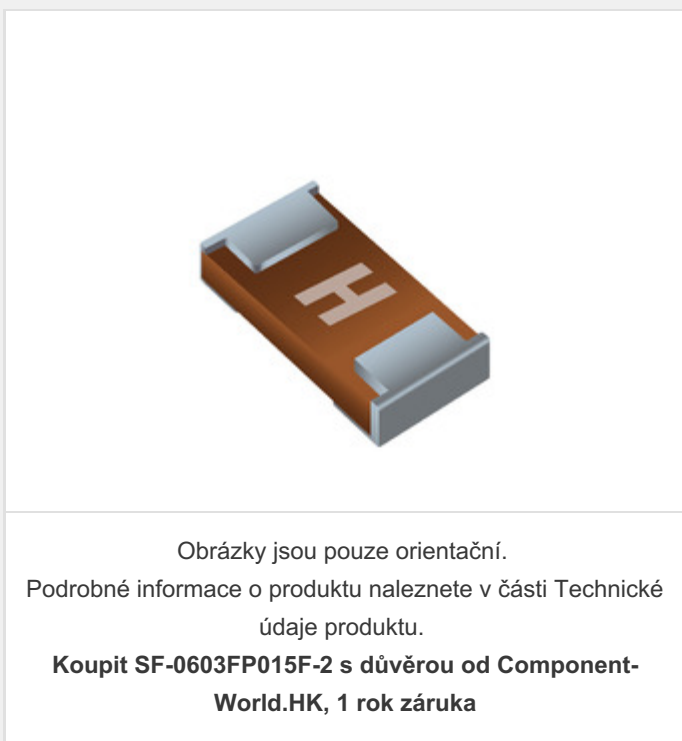 H
Obrázky jsou pouze orientační.
Podrobné informace o produktu naleznete v části Technické
údaje produktu.
Koupit SF-0603FP015F-2 s důvěrou od Component-
World.HK, 1 rok záruka